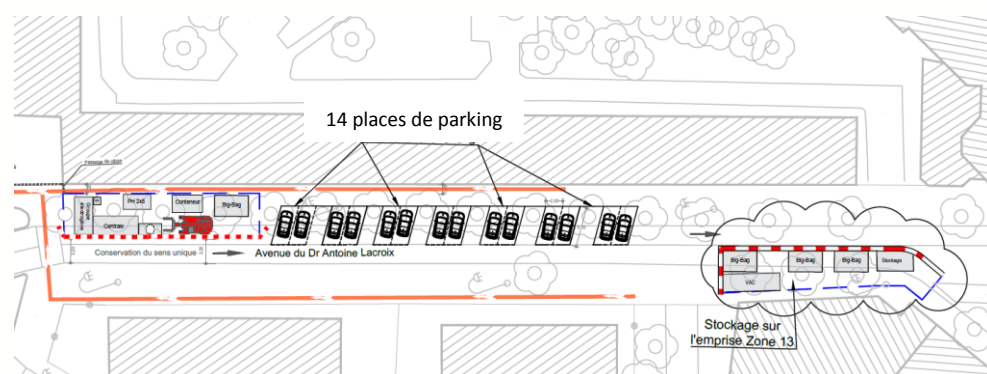 14 places de parking
PH 2x6
Conteneur
Big-Bag
Centrale
Conservation du sens unique
Avenue du Dr Antoine Lacroix
Big-Bag
Big-Bag
Big-Bag
Stockage
VAC
Stockage sur
l'emprise Zone 13